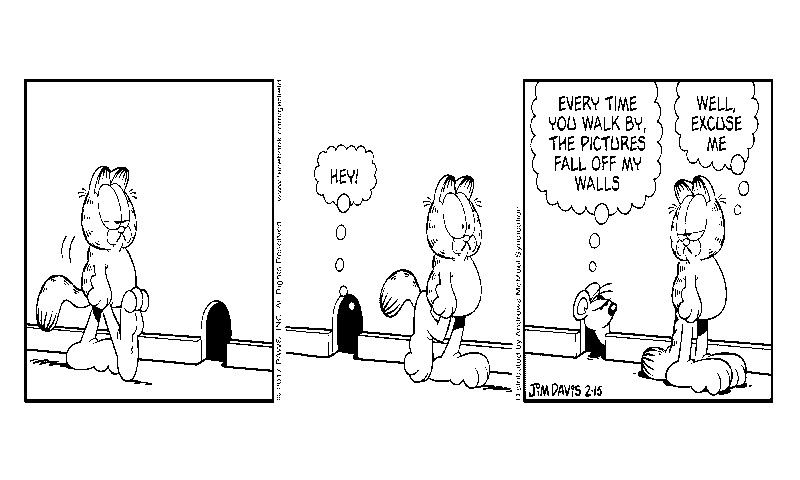 HEY!
EVERY TIME
YOU WALK BY,
THE PICTURES
FALL OFF MY
WALLS
WELL,
EXCUSE
ME
JIM DAVIS 2·15